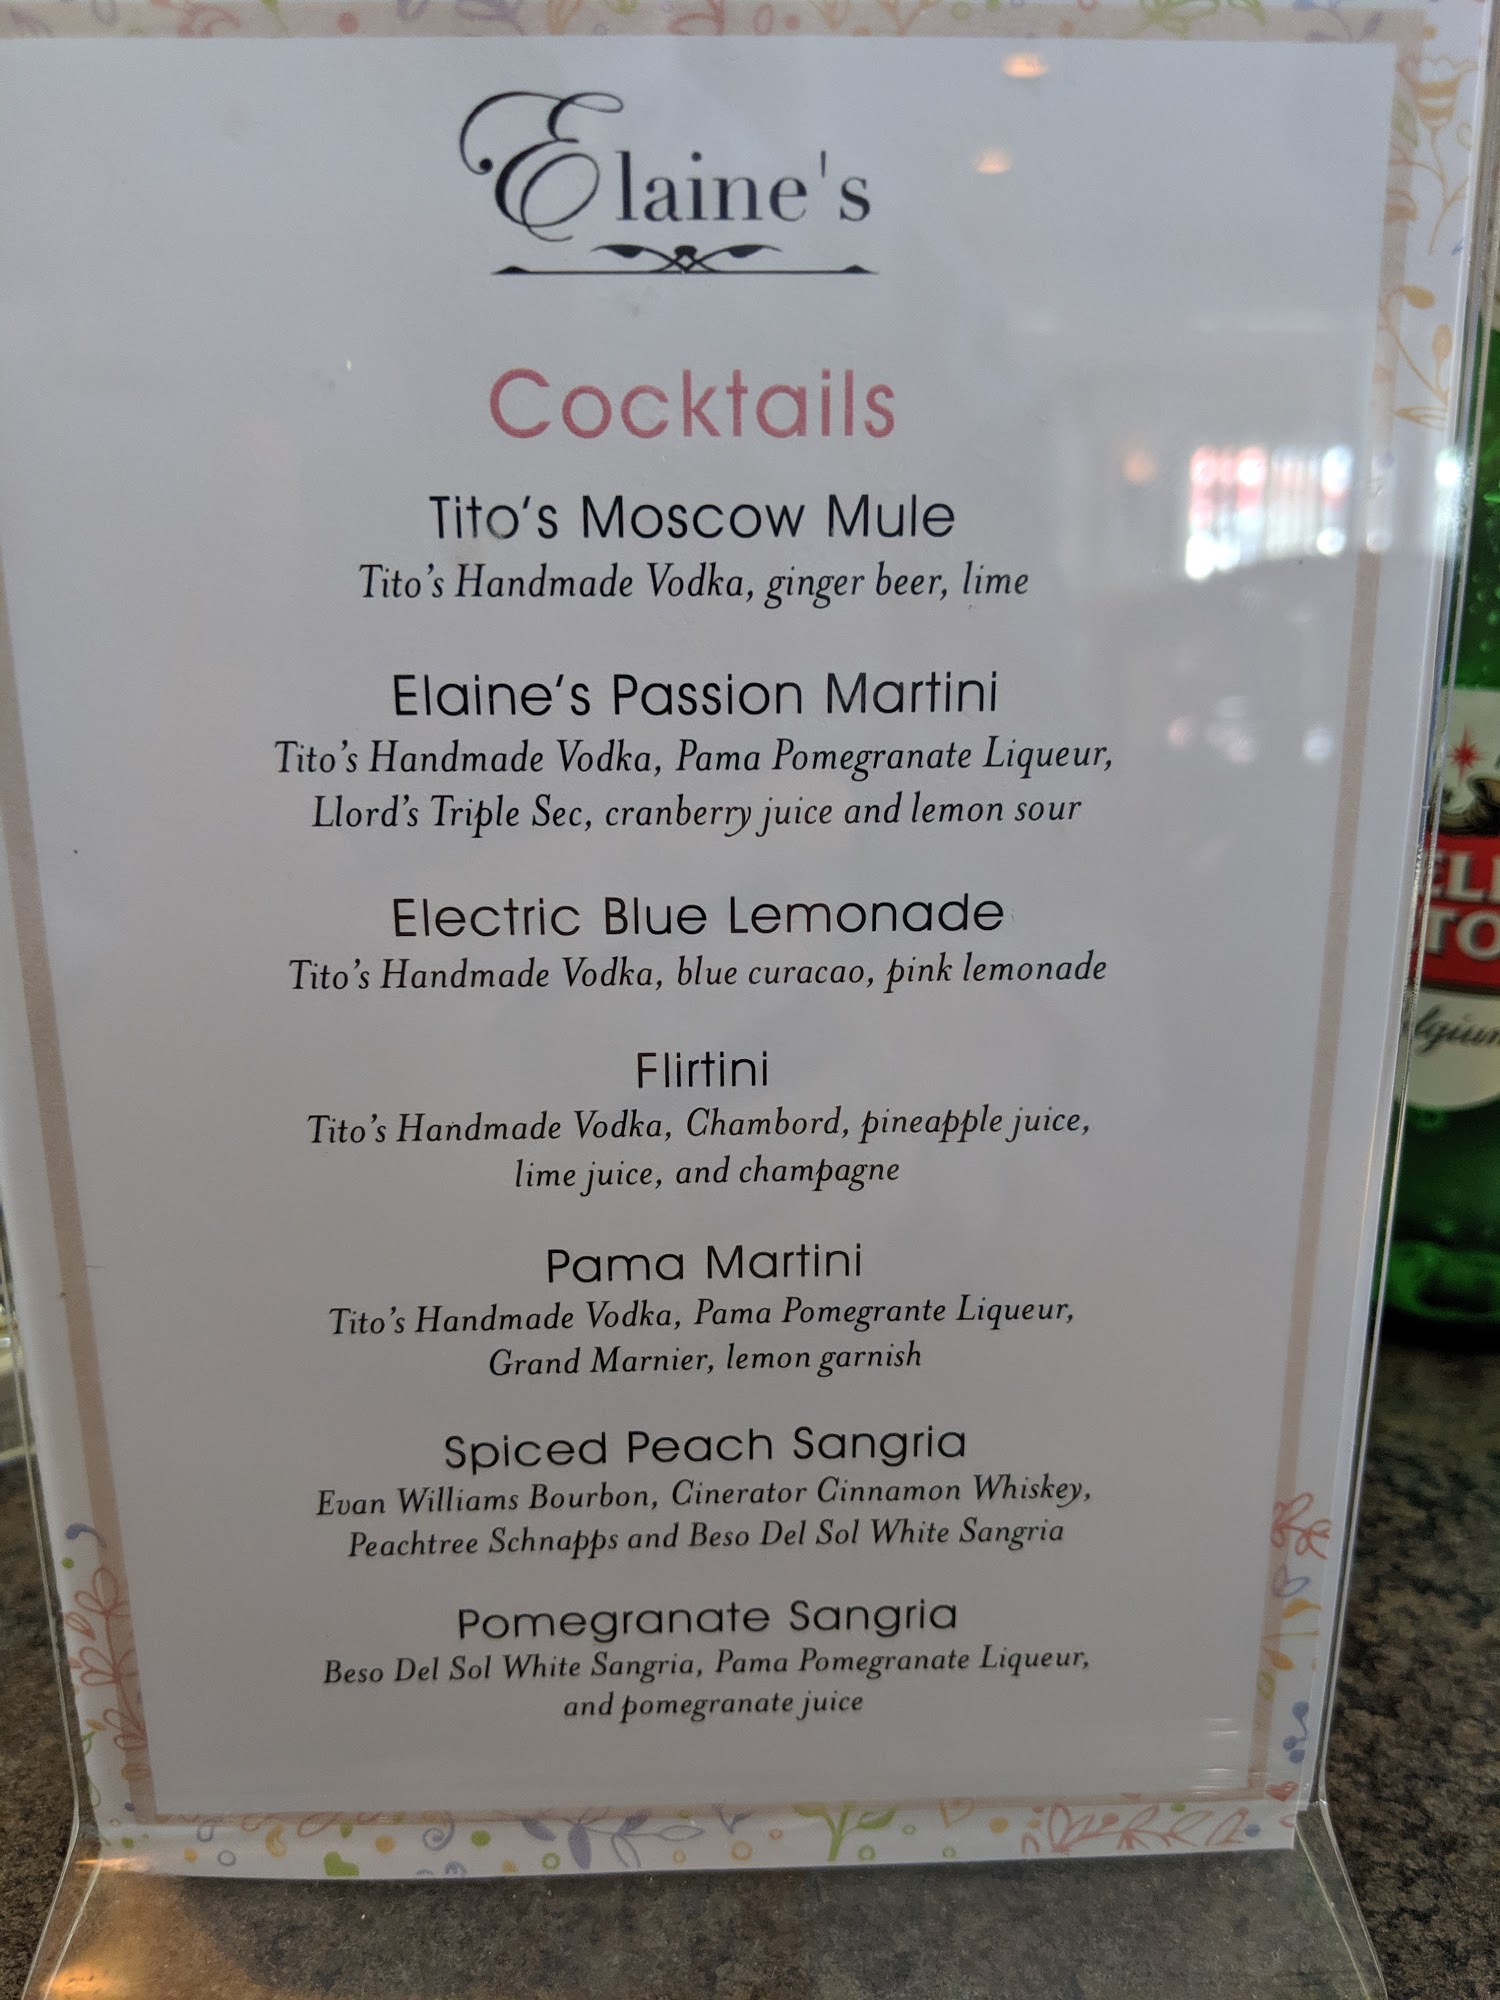 Elaine's
Cocktails
Tito's Moscow Mule
Tito's Handmade Vodka, ginger beer, lime
Elaine's Passion Martini
Tito's Handmade Vodka, Pama Pomegranate Liqueur,
Llord's Triple Sec, cranberry juice and lemon sour
Electric Blue Lemonade
Tito's Handmade Vodka, blue curacao, pink lemonade
Flirtini
Tito's Handmade Vodka, Chambord, pineapple juice,
lime juice, and champagne
Pama Martini
Tito's Handmade Vodka, Pama Pomegrante Liqueur,
Grand Marnier, lemon garnish
Spiced Peach Sangria
Evan Williams Bourbon, Cinerator Cinnamon Whiskey,
Peachtree Schnapps and Beso Del Sol White Sangria
Pomegranate Sangria
Beso Del Sol White Sangria, Pama Pomegranate Liqueur,
and pomegranate juice